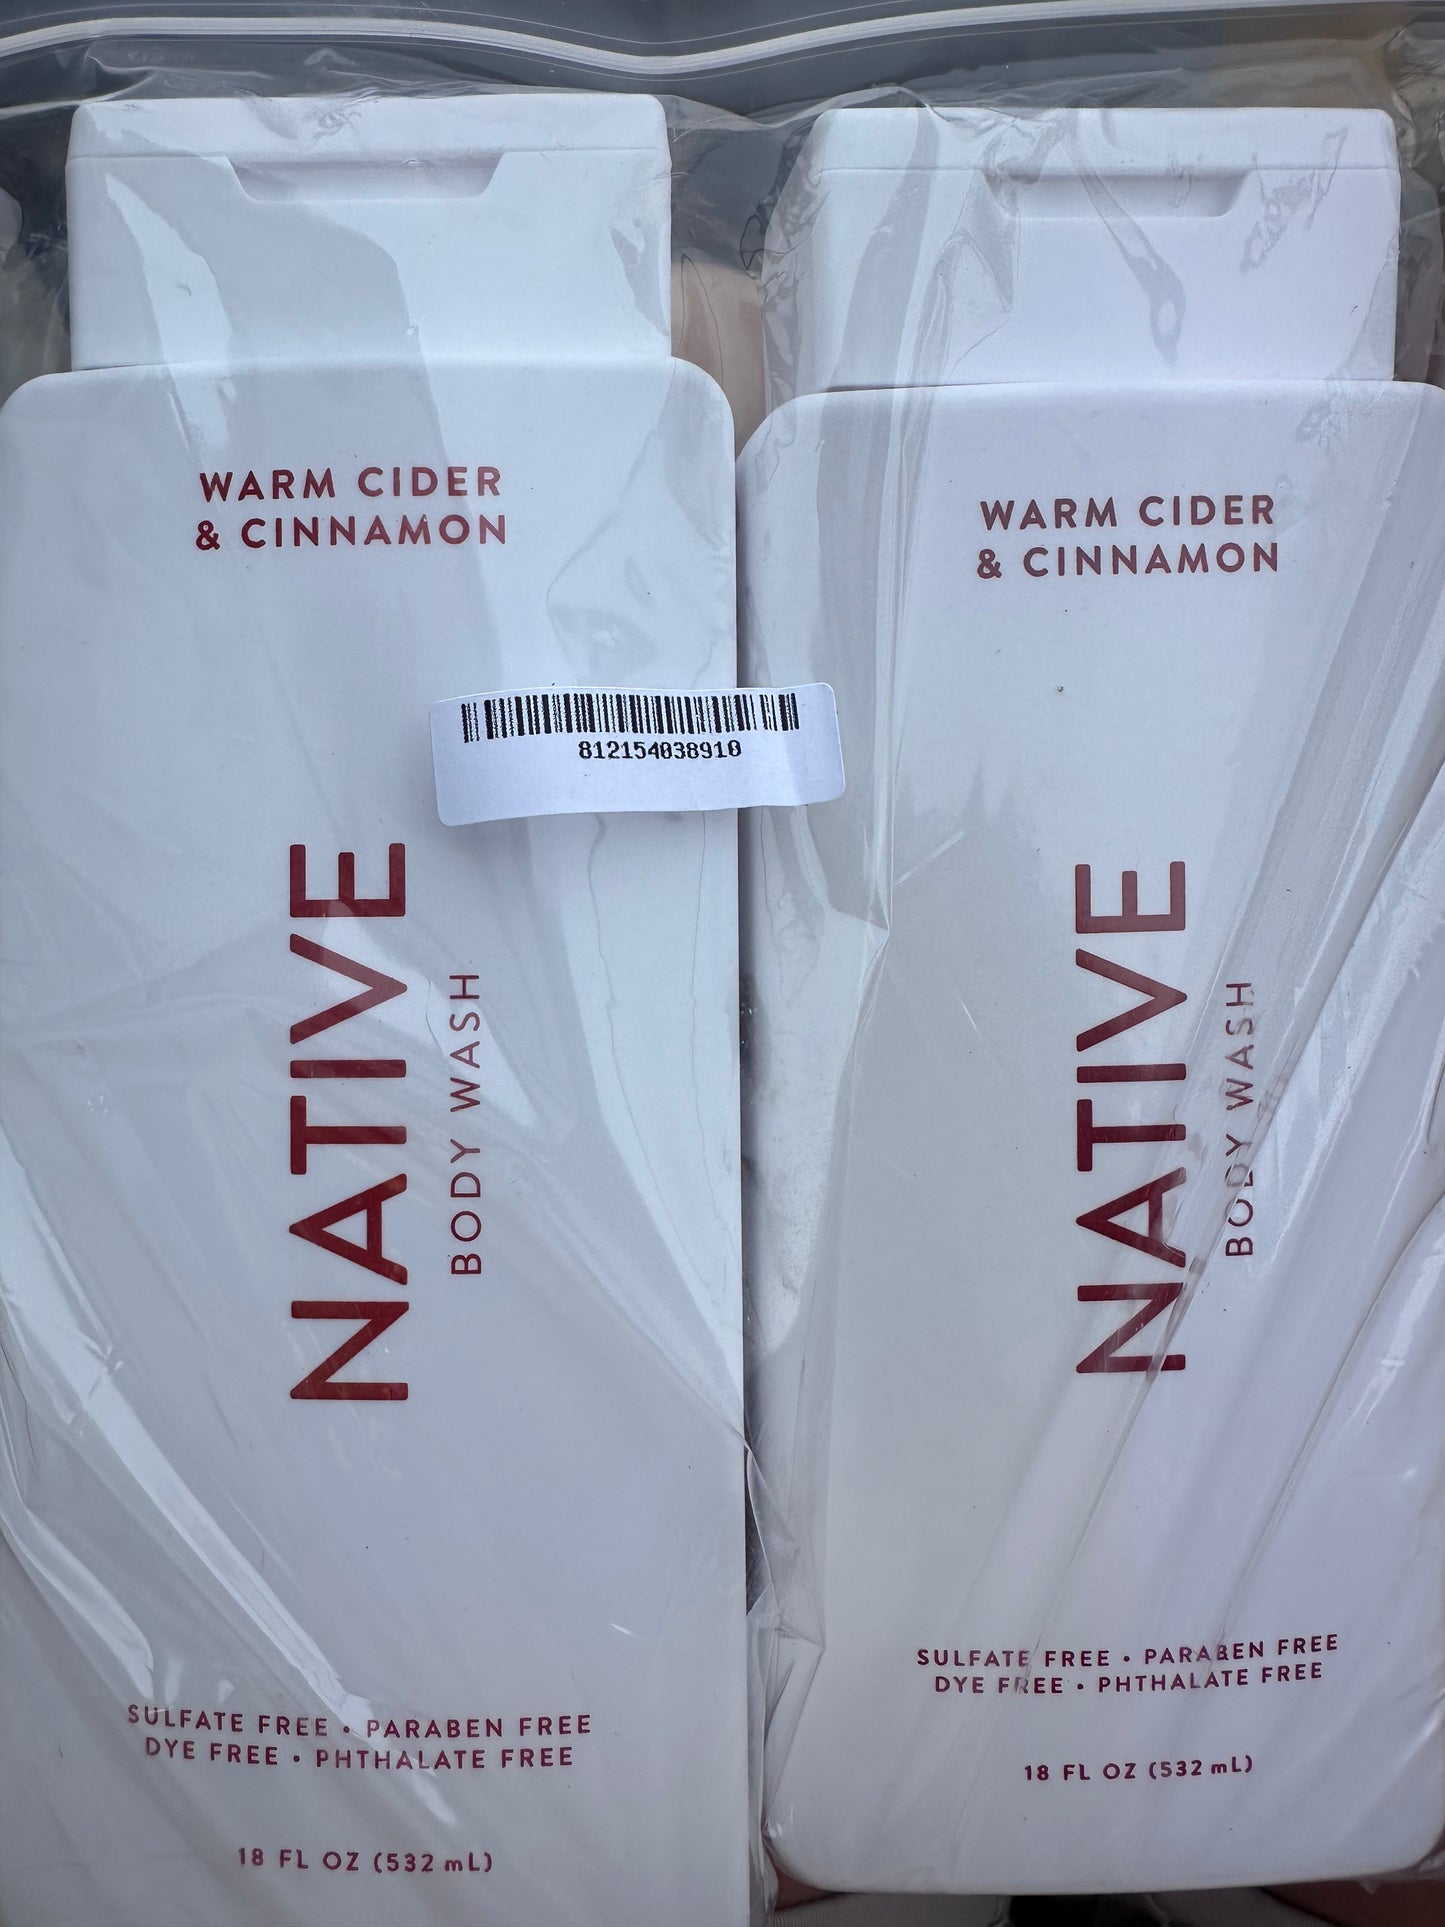 WARM CIDER
& CINNAMON
NATIVE
BODY WASH
SULFATE FREE • PARABEN FREE
DYE FREE • PHTHALATE FREE
18 FL OZ (532 mL)
812154038910
WARM CIDER
& CINNAMON
NATIVE
BODY WASH
SULFATE FREE • PARABEN FREE
DYE FREE • PHTHALATE FREE
18 FL OZ (532 mL)